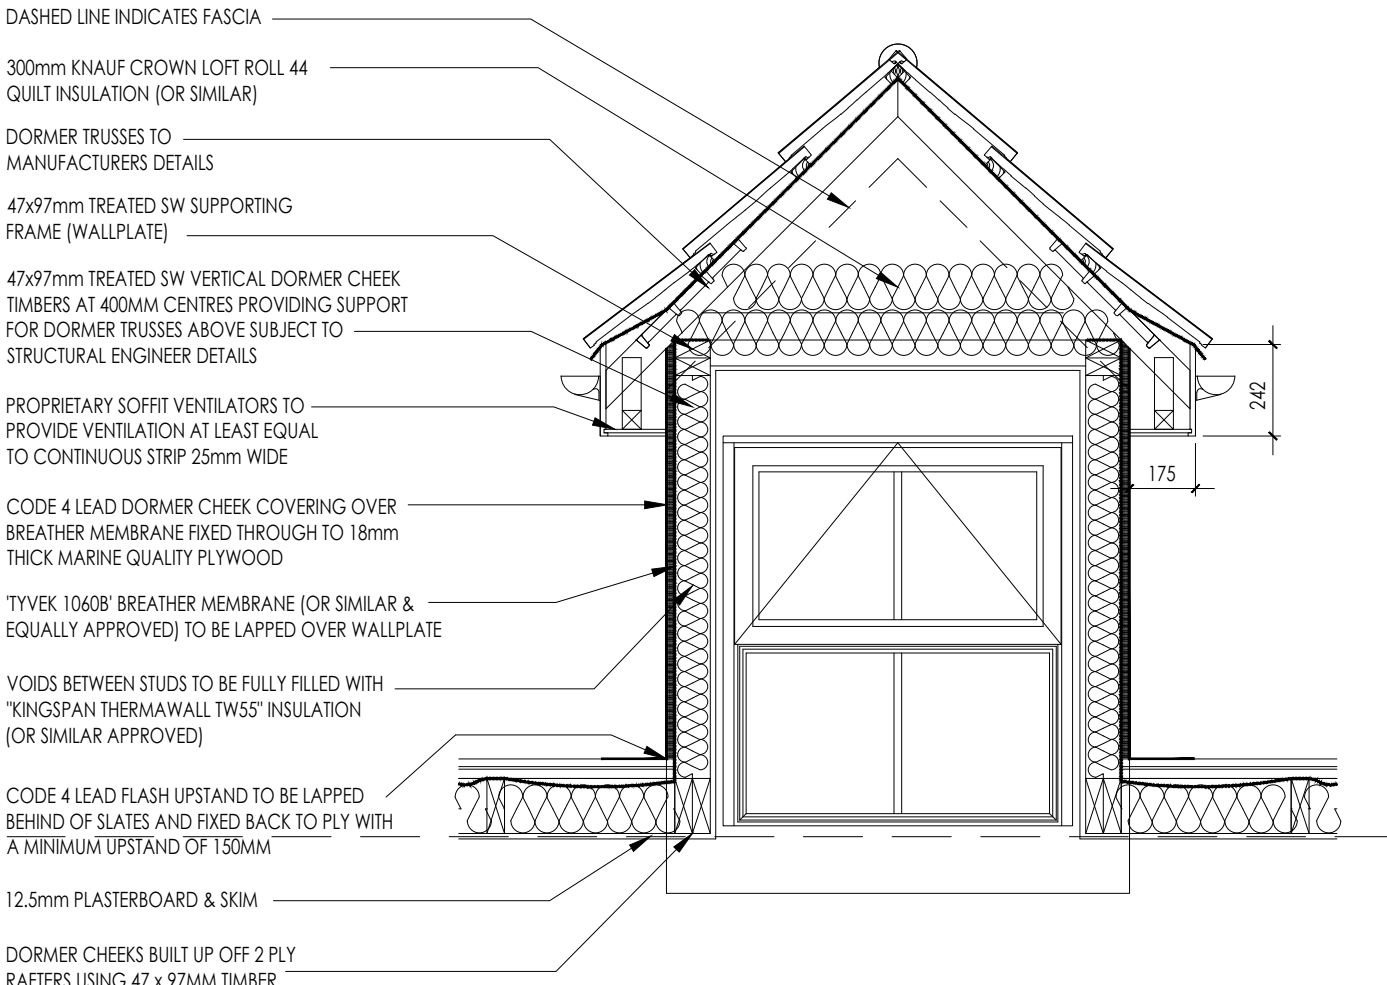 DASHED LINE INDICATES FASCIA
300mm KNAUF CROWN LOFT ROLL 44
QUILT INSULATION (OR SIMILAR)
DORMER TRUSSES TO
MANUFACTURERS DETAILS
47x97mm TREATED SW SUPPORTING
FRAME (WALLPLATE)
47x97mm TREATED SW VERTICAL DORMER CHEEK
TIMBERS AT 400MM CENTRES PROVIDING SUPPORT
FOR DORMER TRUSSES ABOVE SUBJECT TO
STRUCTURAL ENGINEER DETAILS
PROPRIETARY SOFFIT VENTILATORS TO
PROVIDE VENTILATION AT LEAST EQUAL
TO CONTINUOUS STRIP 25mm WIDE
CODE 4 LEAD DORMER CHEEK COVERING OVER
BREATHER MEMBRANE FIXED THROUGH TO 18mm
THICK MARINE QUALITY PLYWOOD
'TYVEK 1060B' BREATHER MEMBRANE (OR SIMILAR &
EQUALLY APPROVED) TO BE LAPPED OVER WALLPLATE
VOIDS BETWEEN STUDS TO BE FULLY FILLED WITH
"KINGSPAN THERMAWALL TW55" INSULATION
(OR SIMILAR APPROVED)
CODE 4 LEAD FLASH UPSTAND TO BE LAPPED
BEHIND OF SLATES AND FIXED BACK TO PLY WITH
A MINIMUM UPSTAND OF 150MM
12.5mm PLASTERBOARD & SKIM
DORMER CHEEKS BUILT UP OFF 2 PLY
RAFTERS USING 47 x 97MM TIMBER
242
175